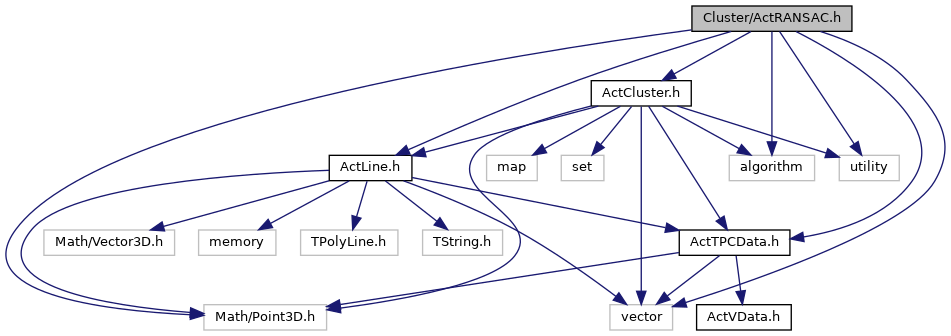 Cluster/ActRANSAC.h
ActCluster.h
ActLine.h
map
set
algorithm
utility
Math/Vector3D.h
memory
TPolyLine.h
TString.h
ActTPCData.h
Math/Point3D.h
vector
ActVData.h